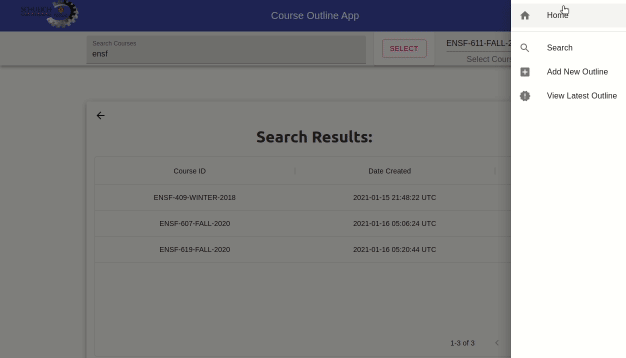 Course Outline App
Home
Search Courses
ensf
SELECT
ENSF-611-FALL-2
Select Cours
Search
Add New Outline
View Latest Outline
Search Results:
Course ID
Date Created
ENSF-409-WINTER-2018
2021-01-15 21:48:22 UTC
ENSF-607-FALL-2020
2021-01-16 05:06:24 UTC
ENSF-619-FALL-2020
2021-01-16 05:20:44 UTC
1-3 of 3